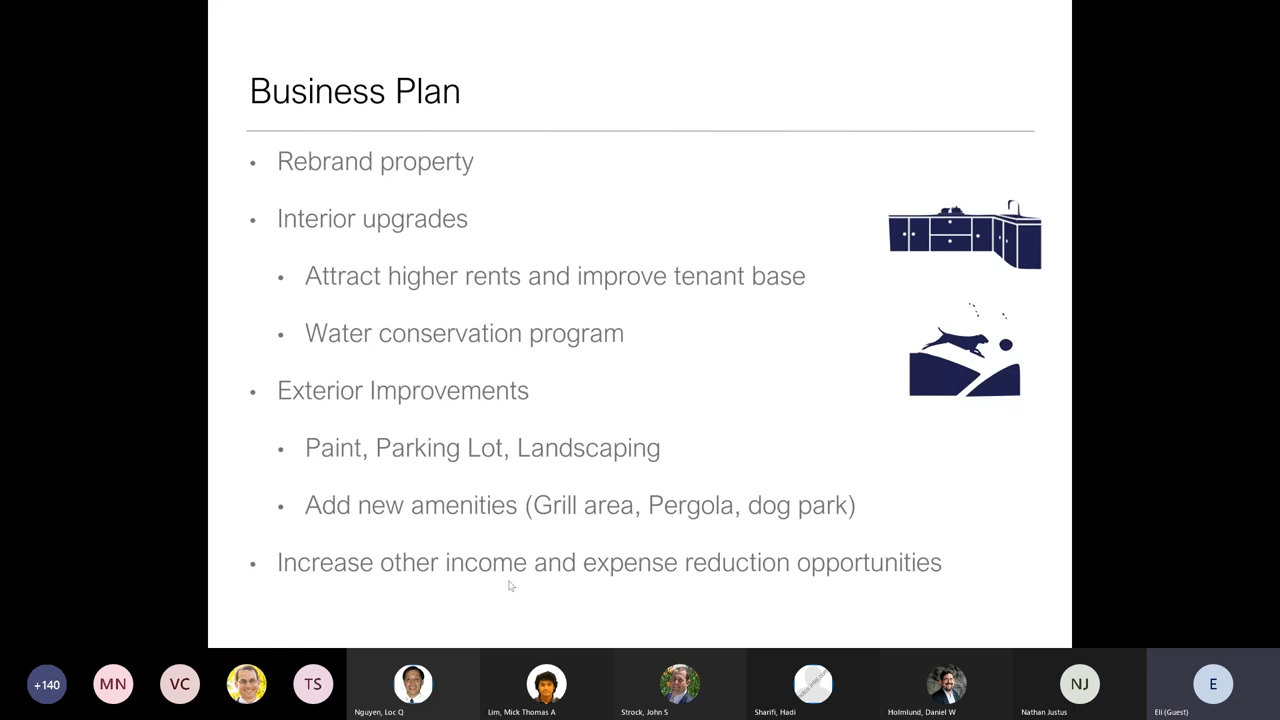 Business Plan
• Rebrand property
• Interior upgrades
• Attract higher rents and improve tenant base
• Water conservation program
• Exterior Improvements
• Paint, Parking Lot, Landscaping
• Add new amenities (Grill area, Pergola, dog park)
• Increase other income and expense reduction opportunities
+140
MN
VC
TS
NJ
E
Nguyen, Loc Q
Lim, Mick Thomas A
Strock, John S
Sharifi, Hadi
Holmlund, Daniel W
Nathan Justus
Eli (Guest)